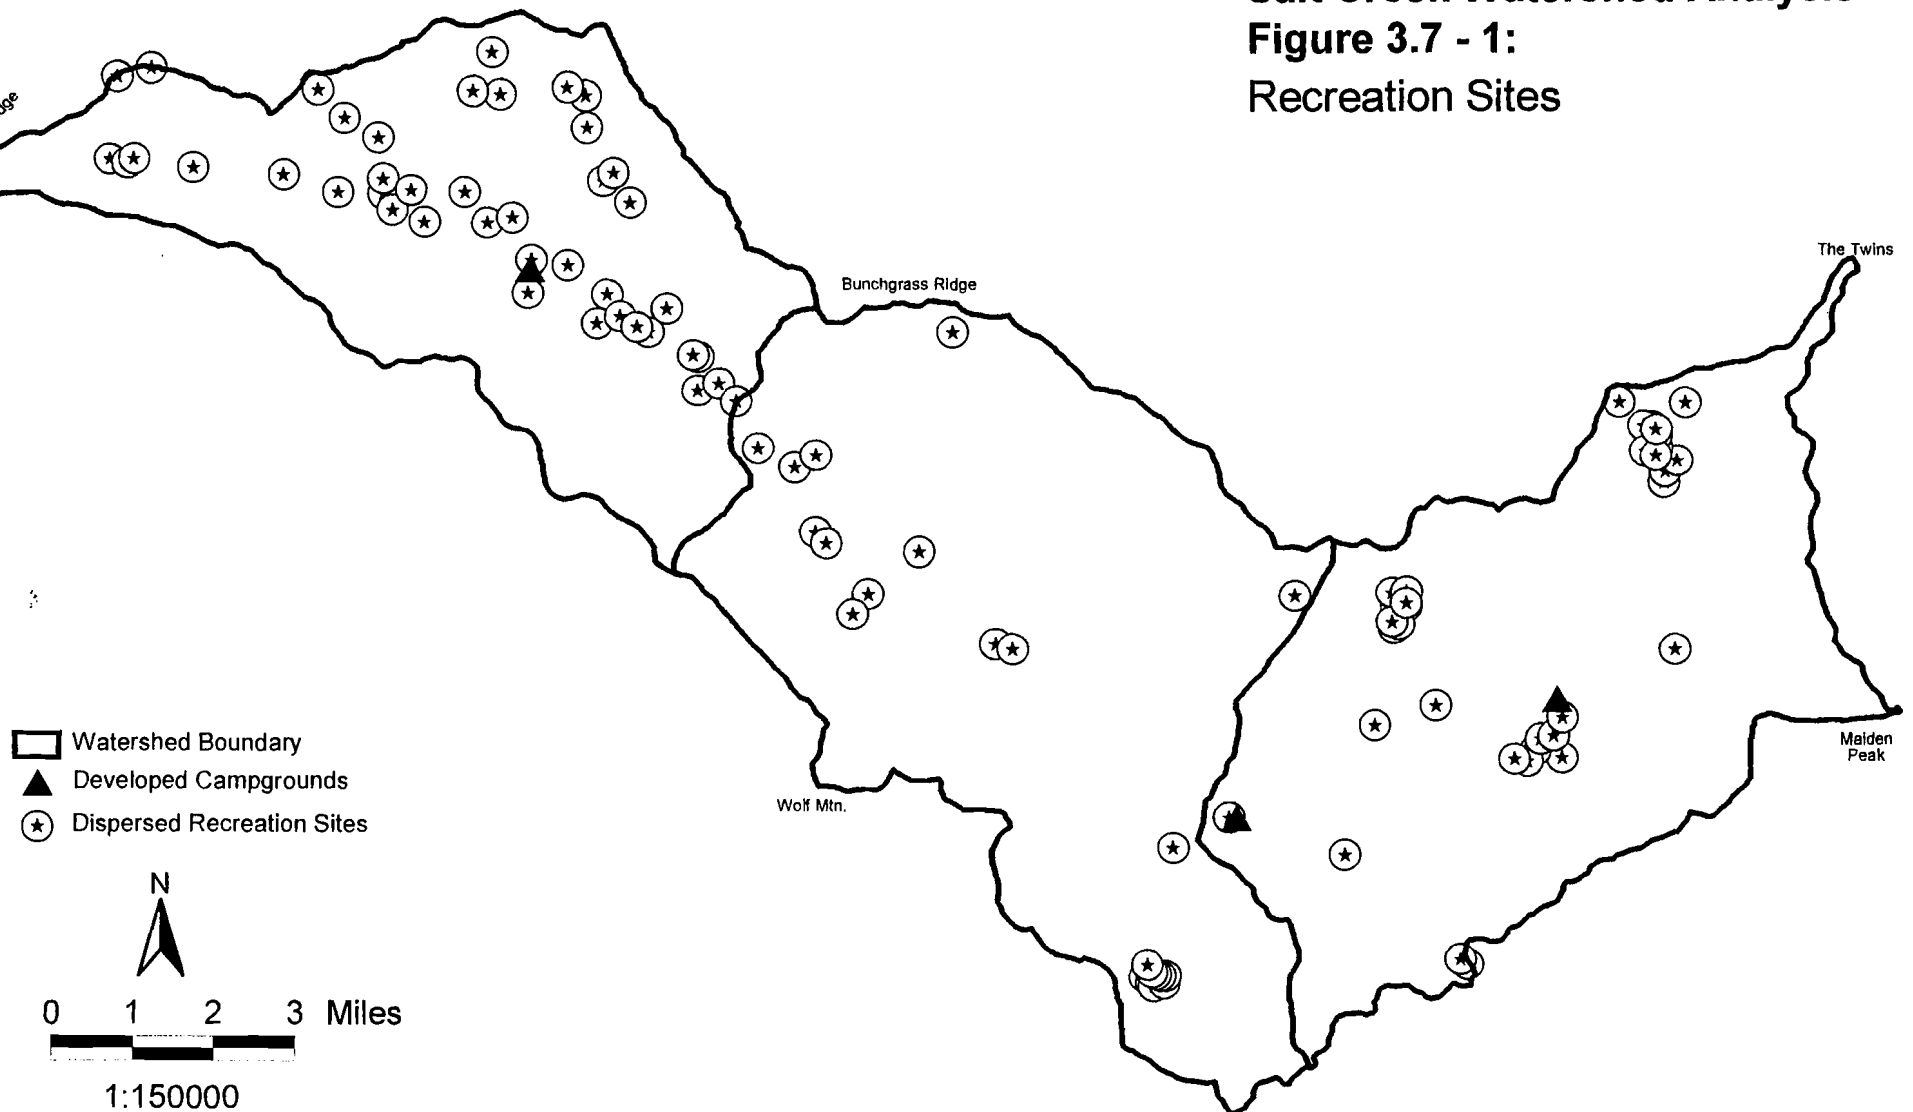 Figure 3.7 - 1:
Recreation Sites
The Twins
Bunchgrass Ridge
Watershed Boundary
Developed Campgrounds
Dispersed Recreation Sites
Maiden
Peak
Wolf Mtn.
N
0 1 2 3 Miles
1:150000